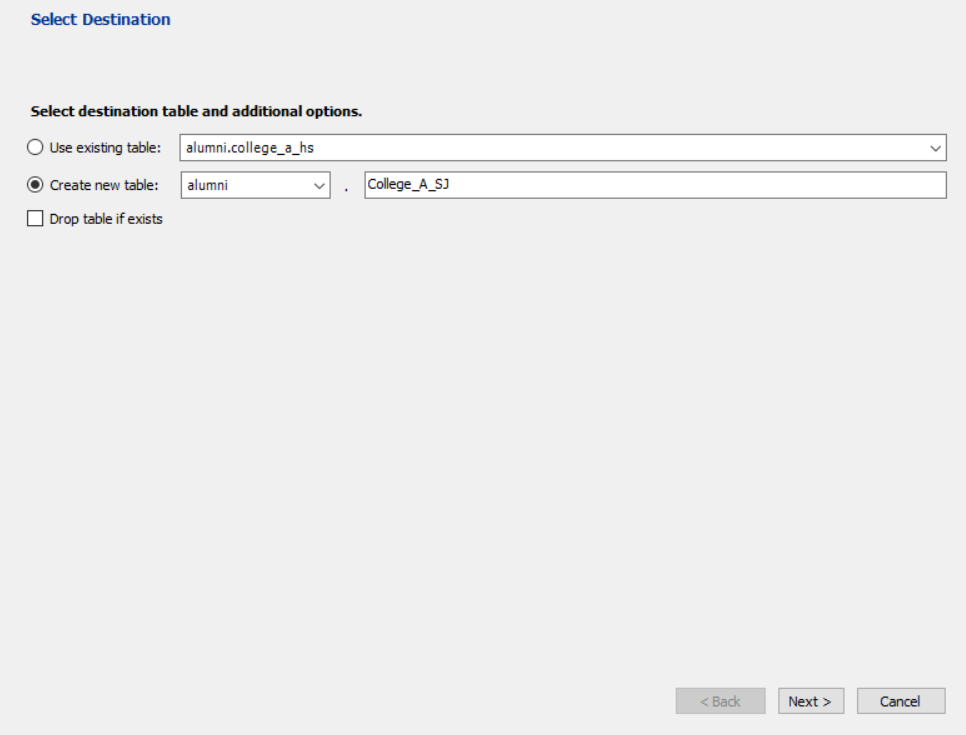 Select Destination
Select destination table and additional options.
Use existing table: alumni.college_a_hs
Create new table: alumni . College_A_SJ
Drop table if exists
< Back Next > Cancel